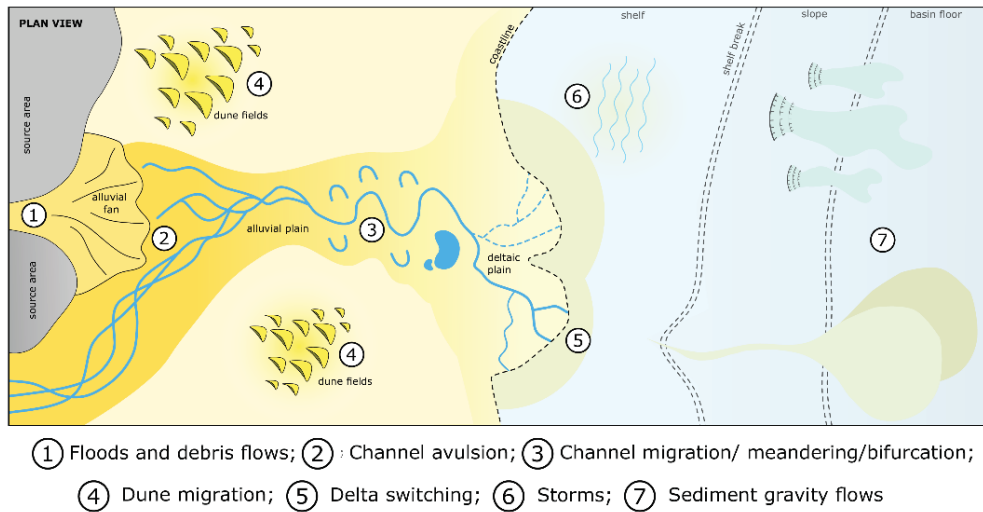 PLAN VIEW
shelf
slope
basin floor
coastline
shelf break
source area
4
dune fields
6
alluvial fan
1
2
alluvial plain
3
deltaic plain
7
source area
5
4
dune fields
1 Floods and debris flows; 2 : Channel avulsion; 3 Channel migration/ meandering/bifurcation;
4 Dune migration; 5 Delta switching; 6 Storms; 7 Sediment gravity flows